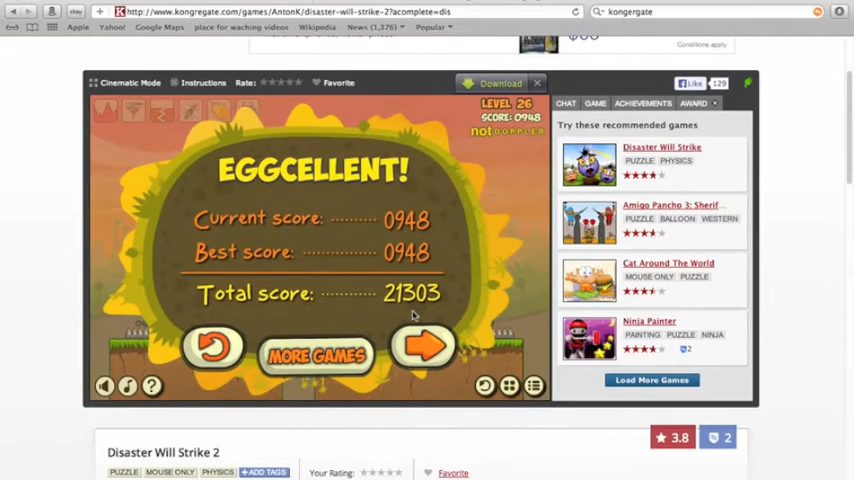 http://www.kongregate.com/games/AntonK/disaster-will-strike-2?acomplete=dis
kongergate
Apple Yahoo! Google Maps YouTube Wikipedia News (1,376) place for waching videos Popular
Conditions apply
Cinematic Mode Instructions Rate: Favorite
Download
Like 129
LEVEL 26
SCORE: 0948
notDOPPLER
EGGCELLENT!
Current score: ........... 0948
Best score: ........... 0948
Total score: ........... 21303
MORE GAMES
CHAT GAME ACHIEVEMENTS AWARD
Try these recommended games
Disaster Will Strike
PUZZLE PHYSICS
Amigo Pancho 3: Sherif...
PUZZLE BALLOON WESTERN
Cat Around The World
MOUSE ONLY PUZZLE
Ninja Painter
PAINTING PUZZLE NINJA
2
Load More Games
3.8 2
Disaster Will Strike 2
PUZZLE MOUSE ONLY PHYSICS +ADD TAGS Your Rating: Favorite